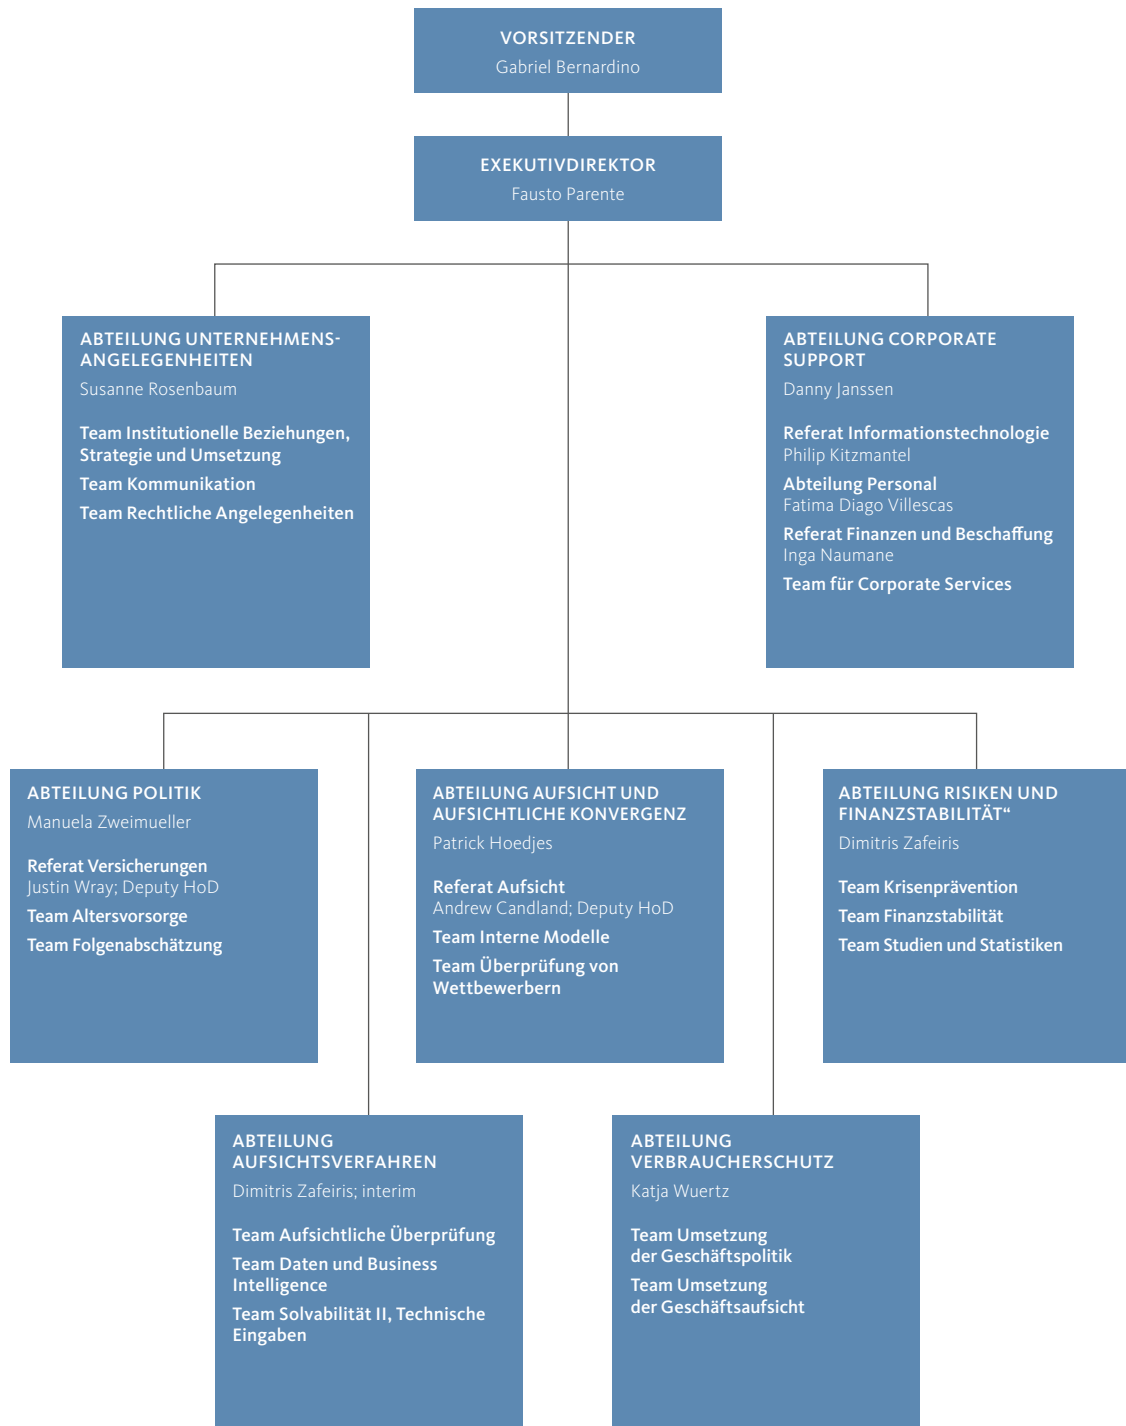 VORSITZENDER
Gabriel Bernardino
EXEKUTIVDIREKTOR
Fausto Parente
ABTEILUNG UNTERNEHMENS-
ANGELEGENHEITEN
Susanne Rosenbaum
Team Institutionelle Beziehungen,
Strategie und Umsetzung
Team Kommunikation
Team Rechtliche Angelegenheiten
ABTEILUNG CORPORATE
SUPPORT
Danny Janssen
Referat Informationstechnologie
Philip Kitzmantel
Abteilung Personal
Fatima Diago Villescas
Referat Finanzen und Beschaffung
Inga Naumane
Team für Corporate Services
ABTEILUNG POLITIK
Manuela Zweimueller
Referat Versicherungen
Justin Wray; Deputy HoD
Team Altersvorsorge
Team Folgenabschätzung
ABTEILUNG AUFSICHT UND
AUFSICHTLICHE KONVERGENZ
Patrick Hoedjes
Referat Aufsicht
Andrew Candland; Deputy HoD
Team Interne Modelle
Team Überprüfung von
Wettbewerbern
ABTEILUNG RISIKEN UND
FINANZSTABILITÄT“
Dimitris Zafeiris
Team Krisenprävention
Team Finanzstabilität
Team Studien und Statistiken
ABTEILUNG
AUFSICHTSVERFAHREN
Dimitris Zafeiris; interim
Team Aufsichtliche Überprüfung
Team Daten und Business
Intelligence
Team Solvabilität II, Technische
Eingaben
ABTEILUNG
VERBRAUCHERSCHUTZ
Katja Wuertz
Team Umsetzung
der Geschäftspolitik
Team Umsetzung
der Geschäftsaufsicht